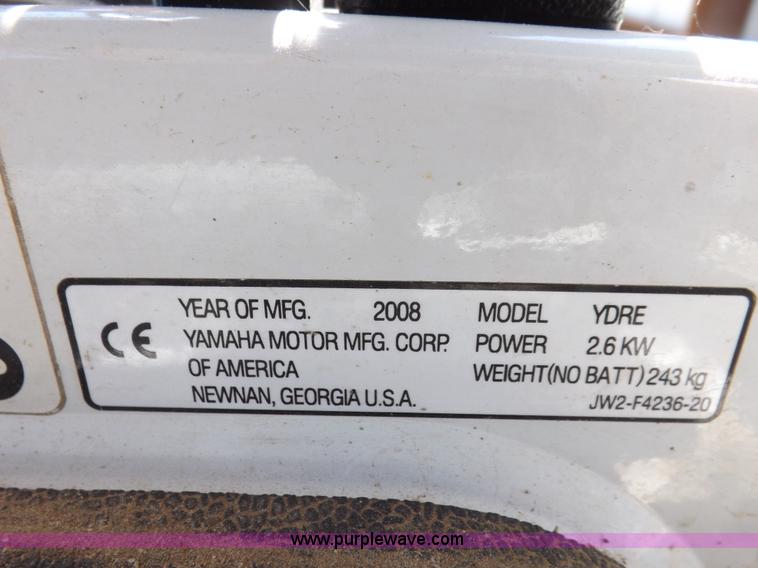 YEAR OF MFG. 2008 MODEL YDRE
CE YAMAHA MOTOR MFG. CORP. POWER 2.6 KW
OF AMERICA WEIGHT(NO BATT) 243 kg
NEWNAN, GEORGIA U.S.A. JW2-F4236-20
www.purplewave.com